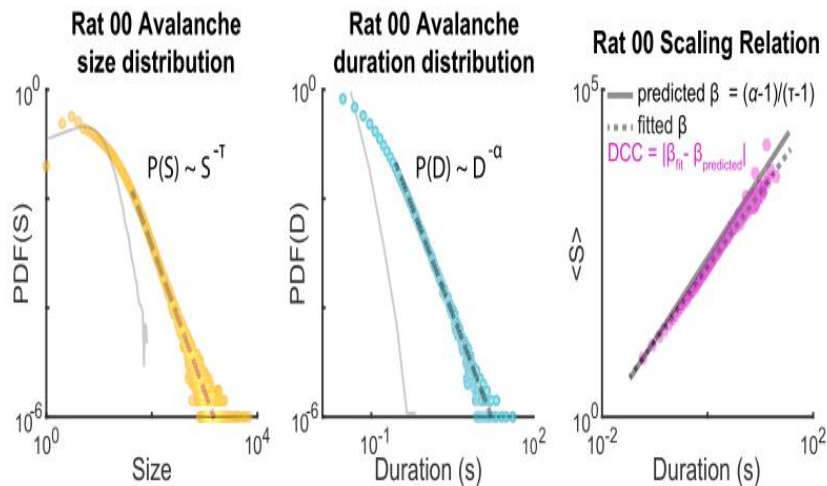 Rat 00 Avalanche
size distribution
10^0
P(S) ~ S^-τ
PDF(S)
10^-6
10^0
10^4
Size
Rat 00 Avalanche
duration distribution
10^0
P(D) ~ D^-α
PDF(D)
10^-6
10^-1
10^2
Duration (s)
Rat 00 Scaling Relation
10^5
predicted β = (α-1)/(τ-1)
fitted β
DCC = |β_fit - β_predicted|
<S>
10^0
10^-2
10^2
Duration (s)